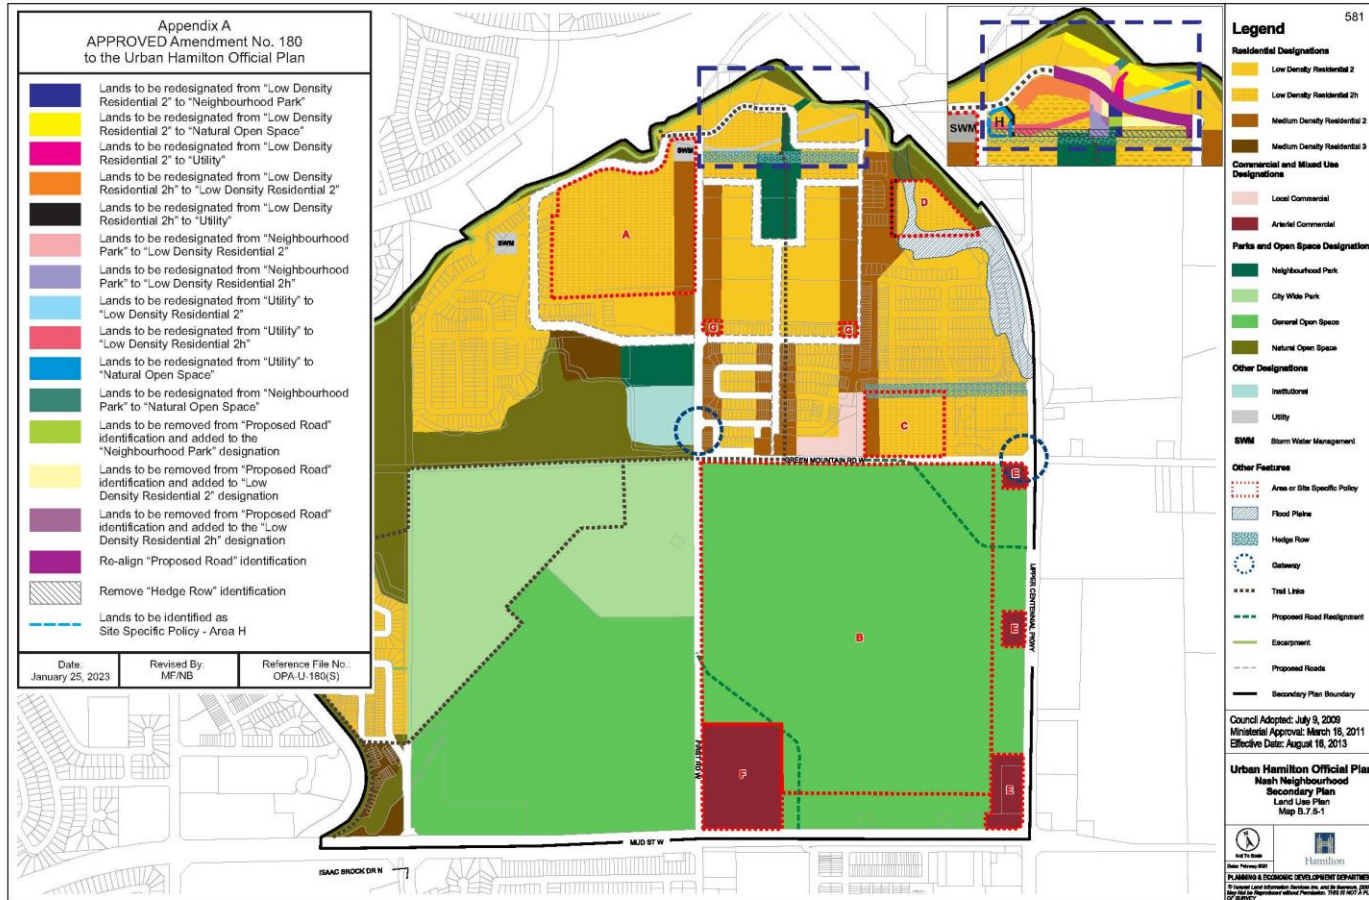 581
Appendix A
APPROVED Amendment No. 180
to the Urban Hamilton Official Plan
Lands to be redesignated from “Low Density
Residential 2” to “Neighbourhood Park”
Lands to be redesignated from “Low Density
Residential 2” to “Natural Open Space”
Lands to be redesignated from “Low Density
Residential 2” to “Utility”
Lands to be redesignated from “Low Density
Residential 2h” to “Low Density Residential 2”
Lands to be redesignated from “Low Density
Residential 2h” to “Utility”
Lands to be redesignated from “Neighbourhood
Park” to “Low Density Residential 2”
Lands to be redesignated from “Neighbourhood
Park” to “Low Density Residential 2h”
Lands to be redesignated from “Utility” to
“Low Density Residential 2”
Lands to be redesignated from “Utility” to
“Low Density Residential 2h”
Lands to be redesignated from “Utility” to
“Natural Open Space”
Lands to be redesignated from “Neighbourhood
Park” to “Natural Open Space”
Lands to be removed from “Proposed Road”
identification and added to the
“Neighbourhood Park” designation
Lands to be removed from “Proposed Road”
identification and added to “Low
Density Residential 2” designation
Lands to be removed from “Proposed Road”
identification and added to the “Low
Density Residential 2h” designation
Re-align “Proposed Road” identification
Remove “Hedge Row” identification
Lands to be identified as
Site Specific Policy - Area H
Date:
January 25, 2023
Revised By:
MF/NB
Reference File No.:
OPA-U-180(S)
SWM
H
SWM
SWM
A
D
G
G
C
GREEN MOUNTAIN RD W
E
B
E
UPPER CENTENNIAL PKWY
FIRST RD W
F
E
MUD ST W
ISAAC BROCK DR N
Legend
Residential Designations
Low Density Residential 2
Low Density Residential 2h
Medium Density Residential 2
Medium Density Residential 3
Commercial and Mixed Use
Designations
Local Commercial
Arterial Commercial
Parks and Open Space Designation
Neighbourhood Park
City Wide Park
General Open Space
Natural Open Space
Other Designations
Institutional
Utility
SWM Storm Water Management
Other Features
Area or Site Specific Policy
Flood Plains
Hedge Row
Gateway
Trail Links
Proposed Road Realignment
Escarpment
Proposed Roads
Secondary Plan Boundary
Council Adopted: July 9, 2009
Ministerial Approval: March 16, 2011
Effective Date: August 16, 2013
Urban Hamilton Official Plan
Nash Neighbourhood
Secondary Plan
Land Use Plan
Map B.7.5-1
N
Not To Scale
Hamilton
PLANNING & ECONOMIC DEVELOPMENT DEPARTME